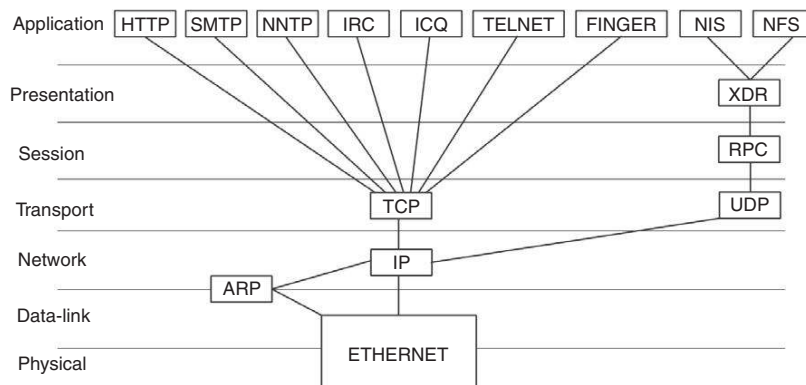 Application HTTP SMTP NNTP IRC ICQ TELNET FINGER NIS NFS
Presentation XDR
Session RPC
Transport TCP UDP
Network IP
ARP
Data-link
ETHERNET
Physical